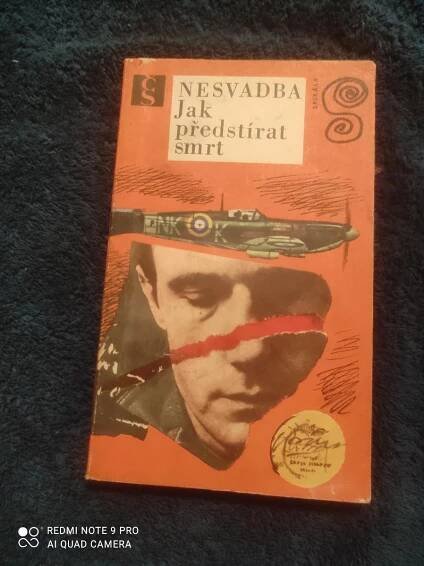 čs
NESVADBA
Jak
předstírat
smrt
SPIRÁLA
NK K
REDMI NOTE 9 PRO
AI QUAD CAMERA